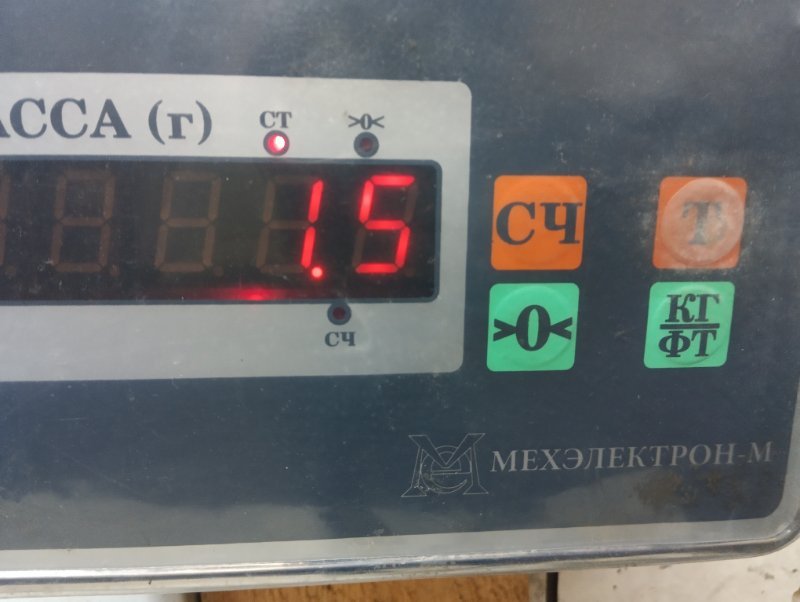 АССА (г)
СТ >0<
1.5
СЧ Т
>0< КГ
ФТ
СЧ
МЕХЭЛЕКТРОН-М